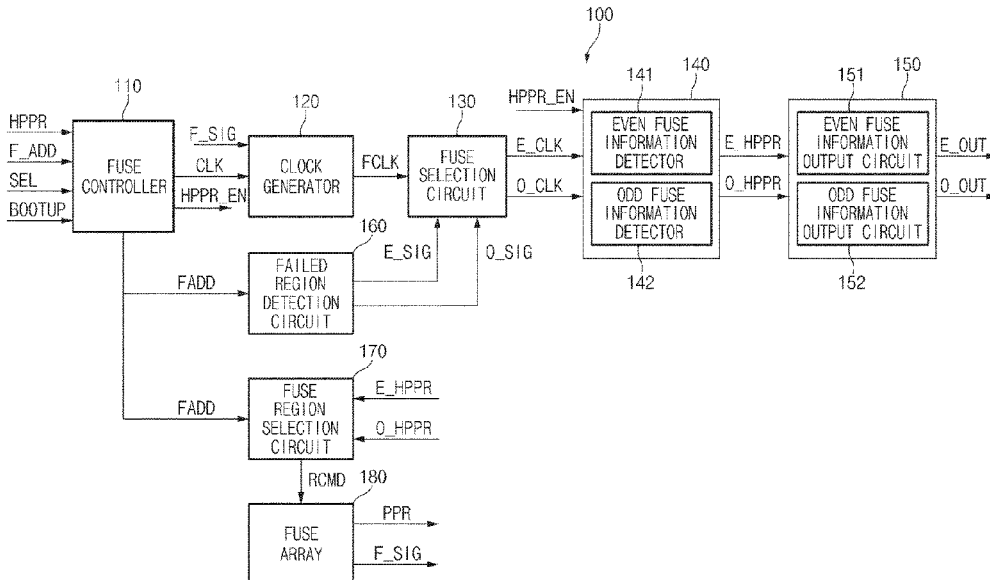 100
110
HPPR
F_ADD
SEL
BOOTUP
FUSE
CONTROLLER
F_SIG
CLK
HPPR_EN
120
CLOCK
GENERATOR
FCLK
130
FUSE
SELECTION
CIRCUIT
E_CLK
O_CLK
HPPR_EN
141
140
EVEN FUSE
INFORMATION
DETECTOR
ODD FUSE
INFORMATION
DETECTOR
142
E_HPPR
O_HPPR
151
150
EVEN FUSE
INFORMATION
OUTPUT CIRCUIT
ODD FUSE
INFORMATION
OUTPUT CIRCUIT
152
E_OUT
O_OUT
160
FADD
FAILED
REGION
DETECTION
CIRCUIT
E_SIG
O_SIG
170
FADD
FUSE
REGION
SELECTION
CIRCUIT
E_HPPR
O_HPPR
RCMD
180
FUSE
ARRAY
PPR
F_SIG